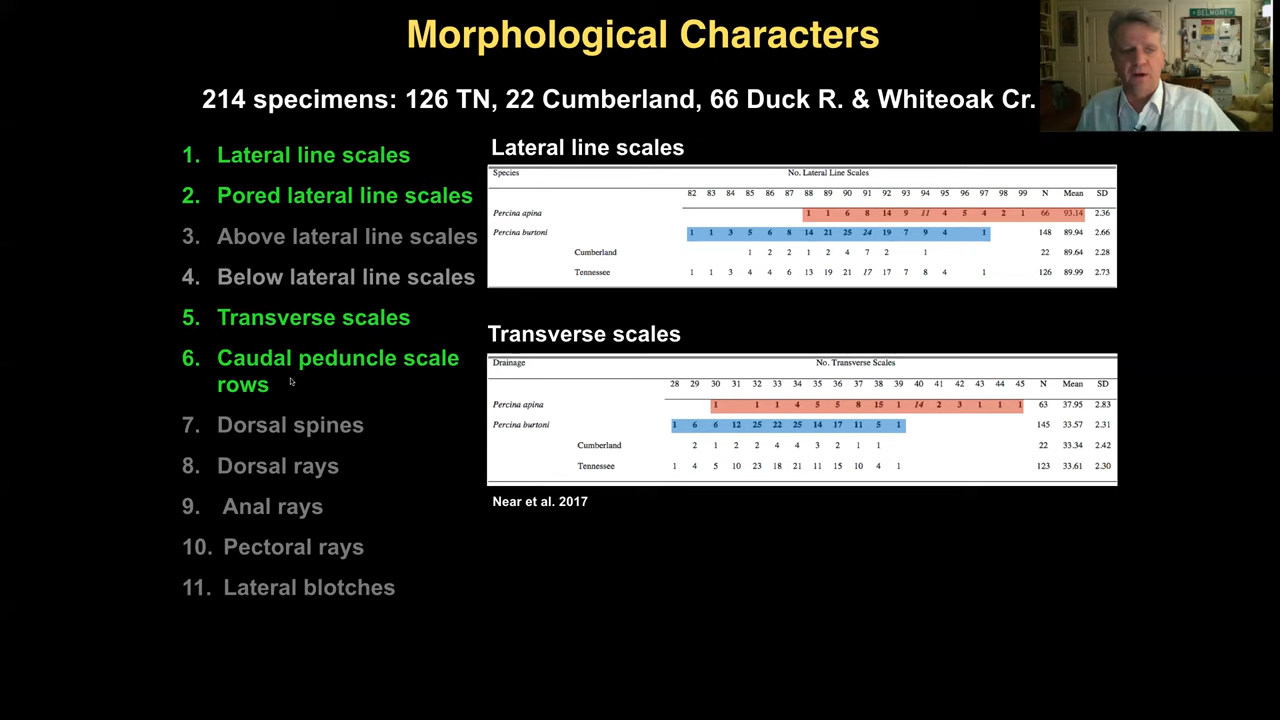 Morphological Characters
BELMONT
214 specimens: 126 TN, 22 Cumberland, 66 Duck R. & Whiteoak Cr.
1. Lateral line scales
2. Pored lateral line scales
3. Above lateral line scales
4. Below lateral line scales
5. Transverse scales
6. Caudal peduncle scale
rows
7. Dorsal spines
8. Dorsal rays
9. Anal rays
10. Pectoral rays
11. Lateral blotches
Lateral line scales
Species No. Lateral Line Scales
82 83 84 85 86 87 88 89 90 91 92 93 94 95 96 97 98 99 N Mean SD
Percina apina 1 1 6 8 14 9 11 4 5 4 2 1 66 93.14 2.36
Percina burtoni 1 1 3 5 6 8 14 21 25 24 19 7 9 4 1 148 89.94 2.66
Cumberland 1 2 2 1 2 4 7 2 1 22 89.64 2.28
Tennessee 1 1 3 4 4 6 13 19 21 17 17 7 8 4 1 126 89.99 2.73
Transverse scales
Drainage No. Transverse Scales
28 29 30 31 32 33 34 35 36 37 38 39 40 41 42 43 44 45 N Mean SD
Percina apina 1 1 1 4 5 5 8 15 1 14 2 3 1 1 1 63 37.95 2.83
Percina burtoni 1 6 6 12 25 22 25 14 17 11 5 1 145 33.57 2.31
Cumberland 2 1 2 2 4 4 3 2 1 1 22 33.34 2.42
Tennessee 1 4 5 10 23 18 21 11 15 10 4 1 123 33.61 2.30
Near et al. 2017